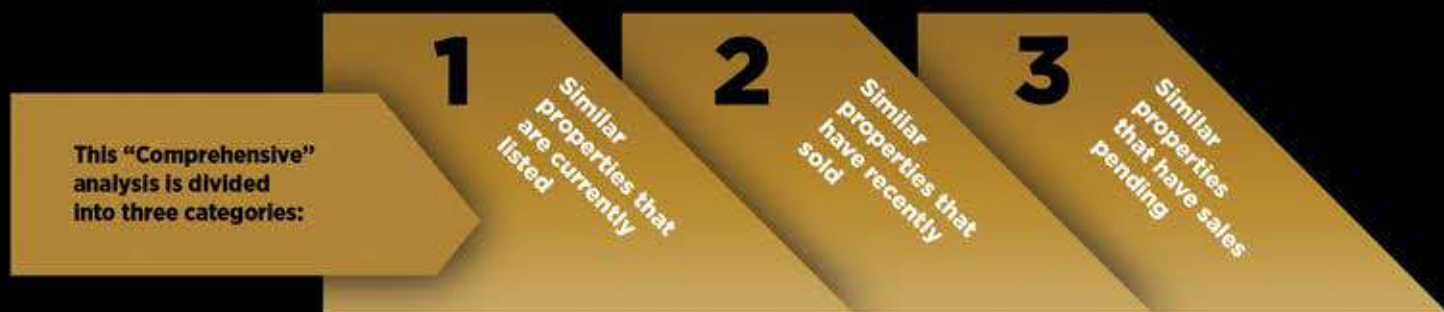 This “Comprehensive”
analysis is divided
into three categories:
1
Similar
properties that
are currently
listed
2
Similar
properties that
have recently
sold
3
Similar
properties
that have sales
pending